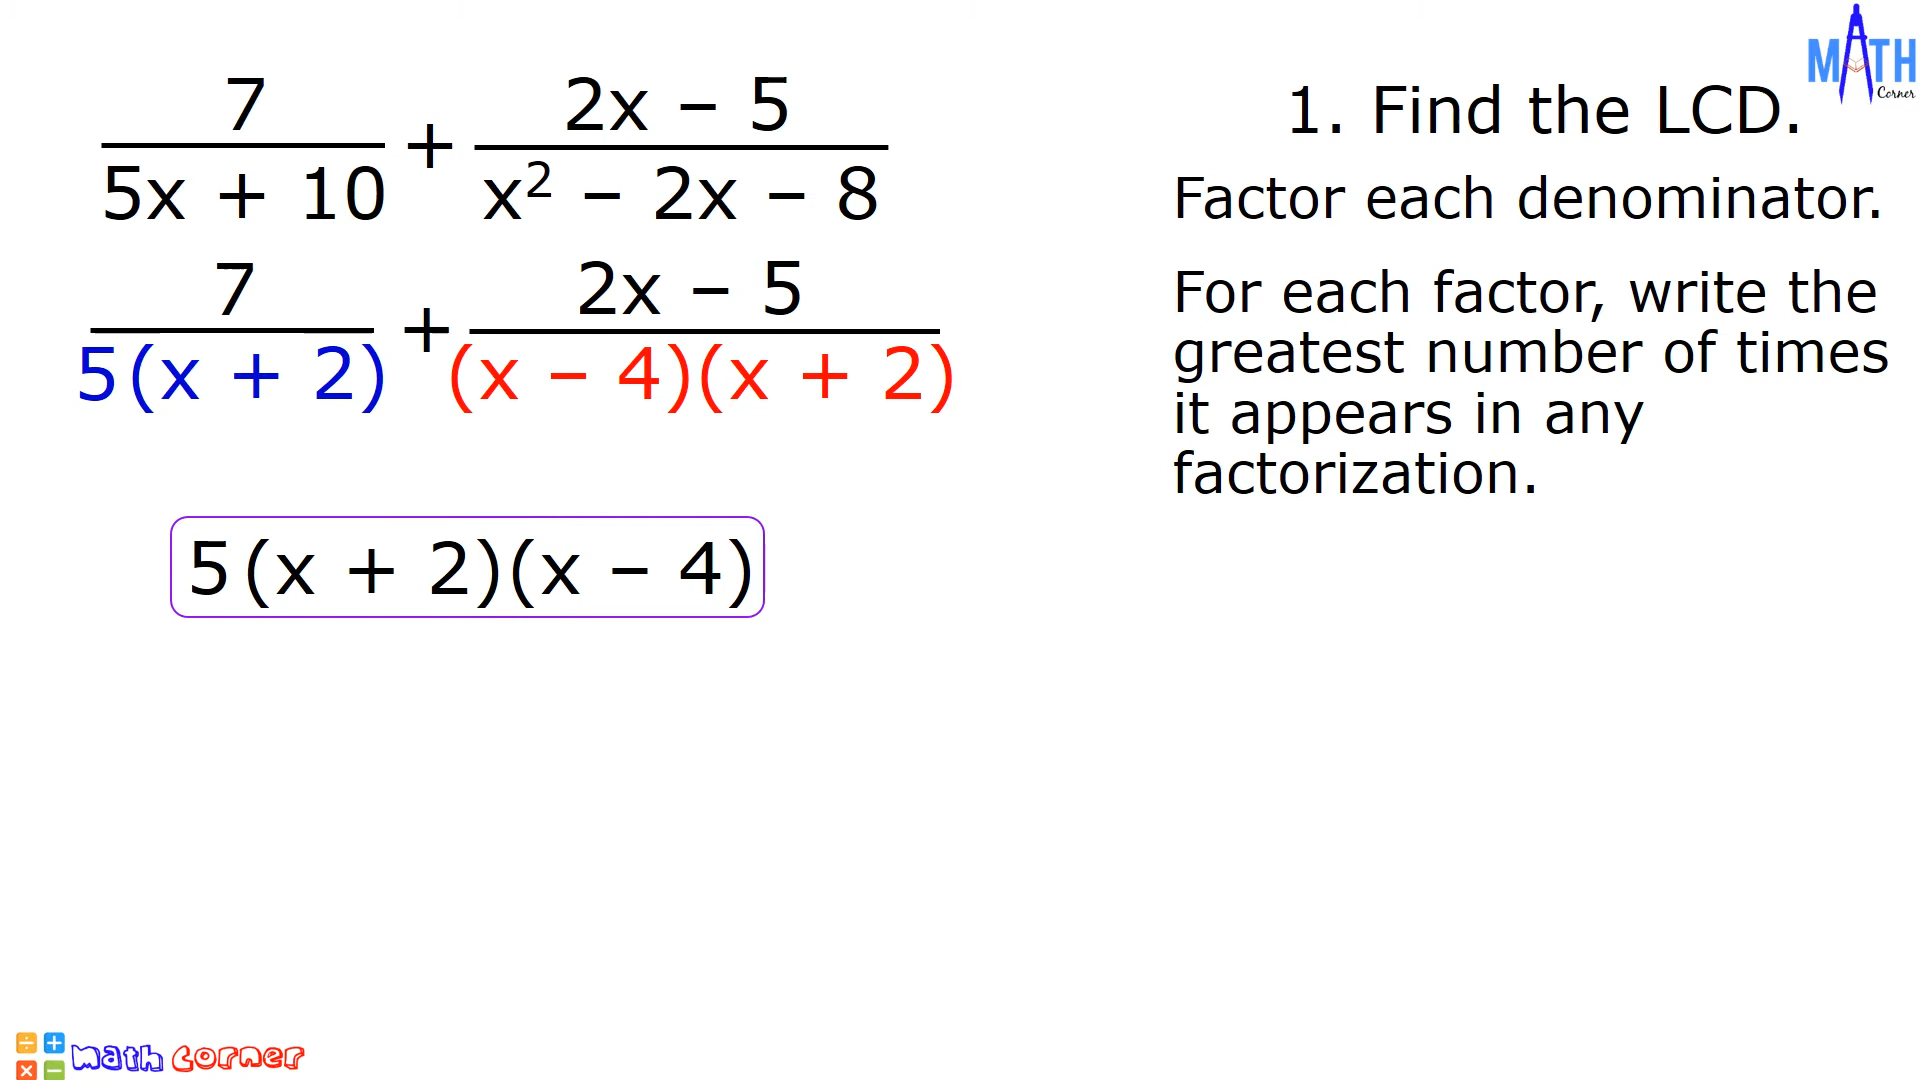 7 2x – 5
+
5x + 10 x² – 2x – 8
7 2x – 5
+
5(x + 2) (x – 4)(x + 2)
5(x + 2)(x – 4)
MATH
Corner
1. Find the LCD.
Factor each denominator.
For each factor, write the
greatest number of times
it appears in any
factorization.
÷ +
× –
math corner